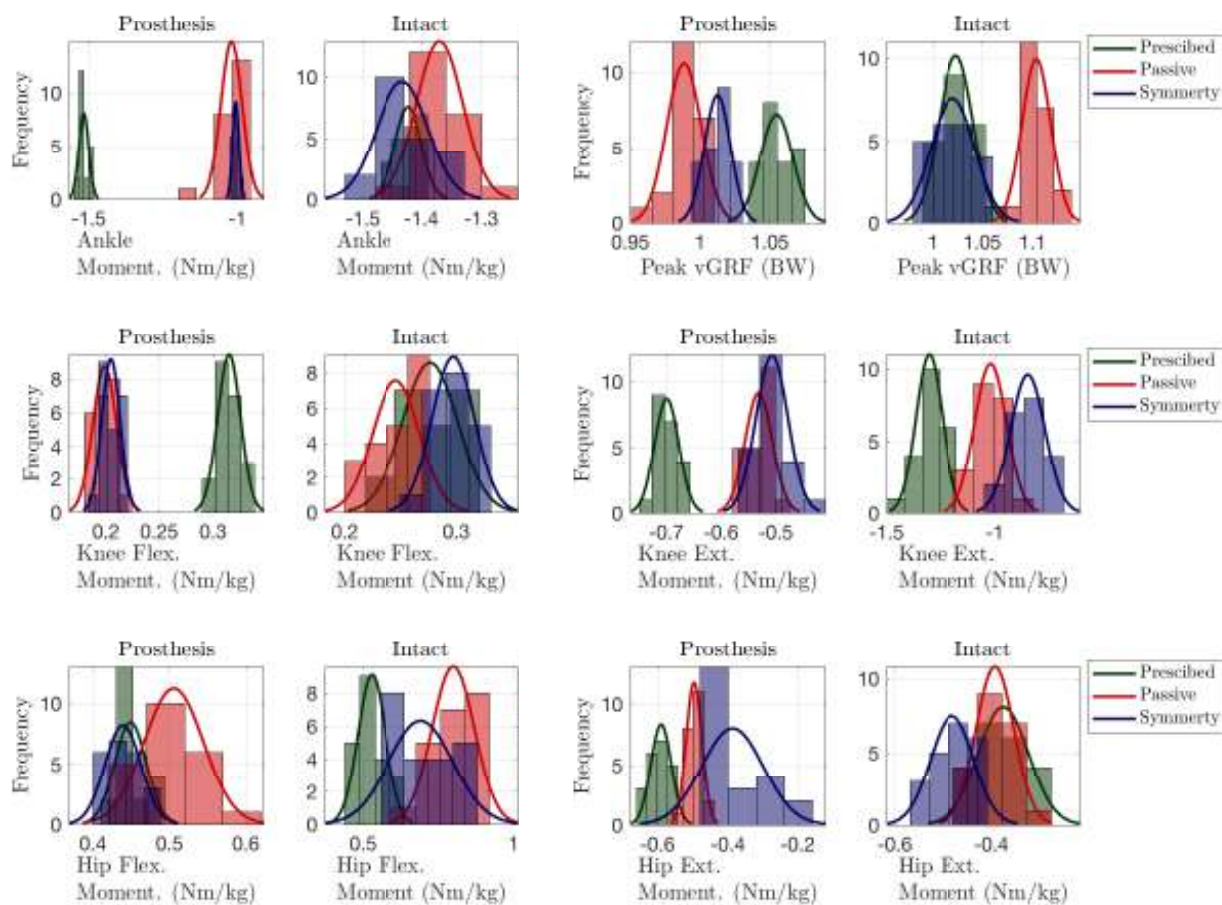 Prosthesis Intact Prosthesis Intact
Frequency
10
5
0
-1.5 -1
Ankle
Moment. (Nm/kg)
10
5
0
-1.5 -1.4 -1.3
Ankle
Moment. (Nm/kg)
Frequency
10
5
0
0.95 1 1.05
Peak vGRF (BW)
10
5
0
1 1.05 1.1
Peak vGRF (BW)
Prescibed
Passive
Symmerty
Prosthesis Intact Prosthesis Intact
Frequency
8
6
4
2
0
0.2 0.25 0.3
Knee Flex.
Moment. (Nm/kg)
8
6
4
2
0
0.2 0.3
Knee Flex.
Moment (Nm/kg)
Frequency
10
5
0
-0.7 -0.6 -0.5
Knee Ext.
Moment. (Nm/kg)
10
5
0
-1.5 -1
Knee Ext.
Moment (Nm/kg)
Prescibed
Passive
Symmerty
Prosthesis Intact Prosthesis Intact
Frequency
10
5
0
0.4 0.5 0.6
Hip Flex.
Moment. (Nm/kg)
8
6
4
2
0
0.5 1
Hip Flex.
Moment (Nm/kg)
Frequency
10
5
0
-0.6 -0.4 -0.2
Hip Ext.
Moment. (Nm/kg)
10
5
0
-0.6 -0.4
Hip Ext.
Moment (Nm/kg)
Prescibed
Passive
Symmerty